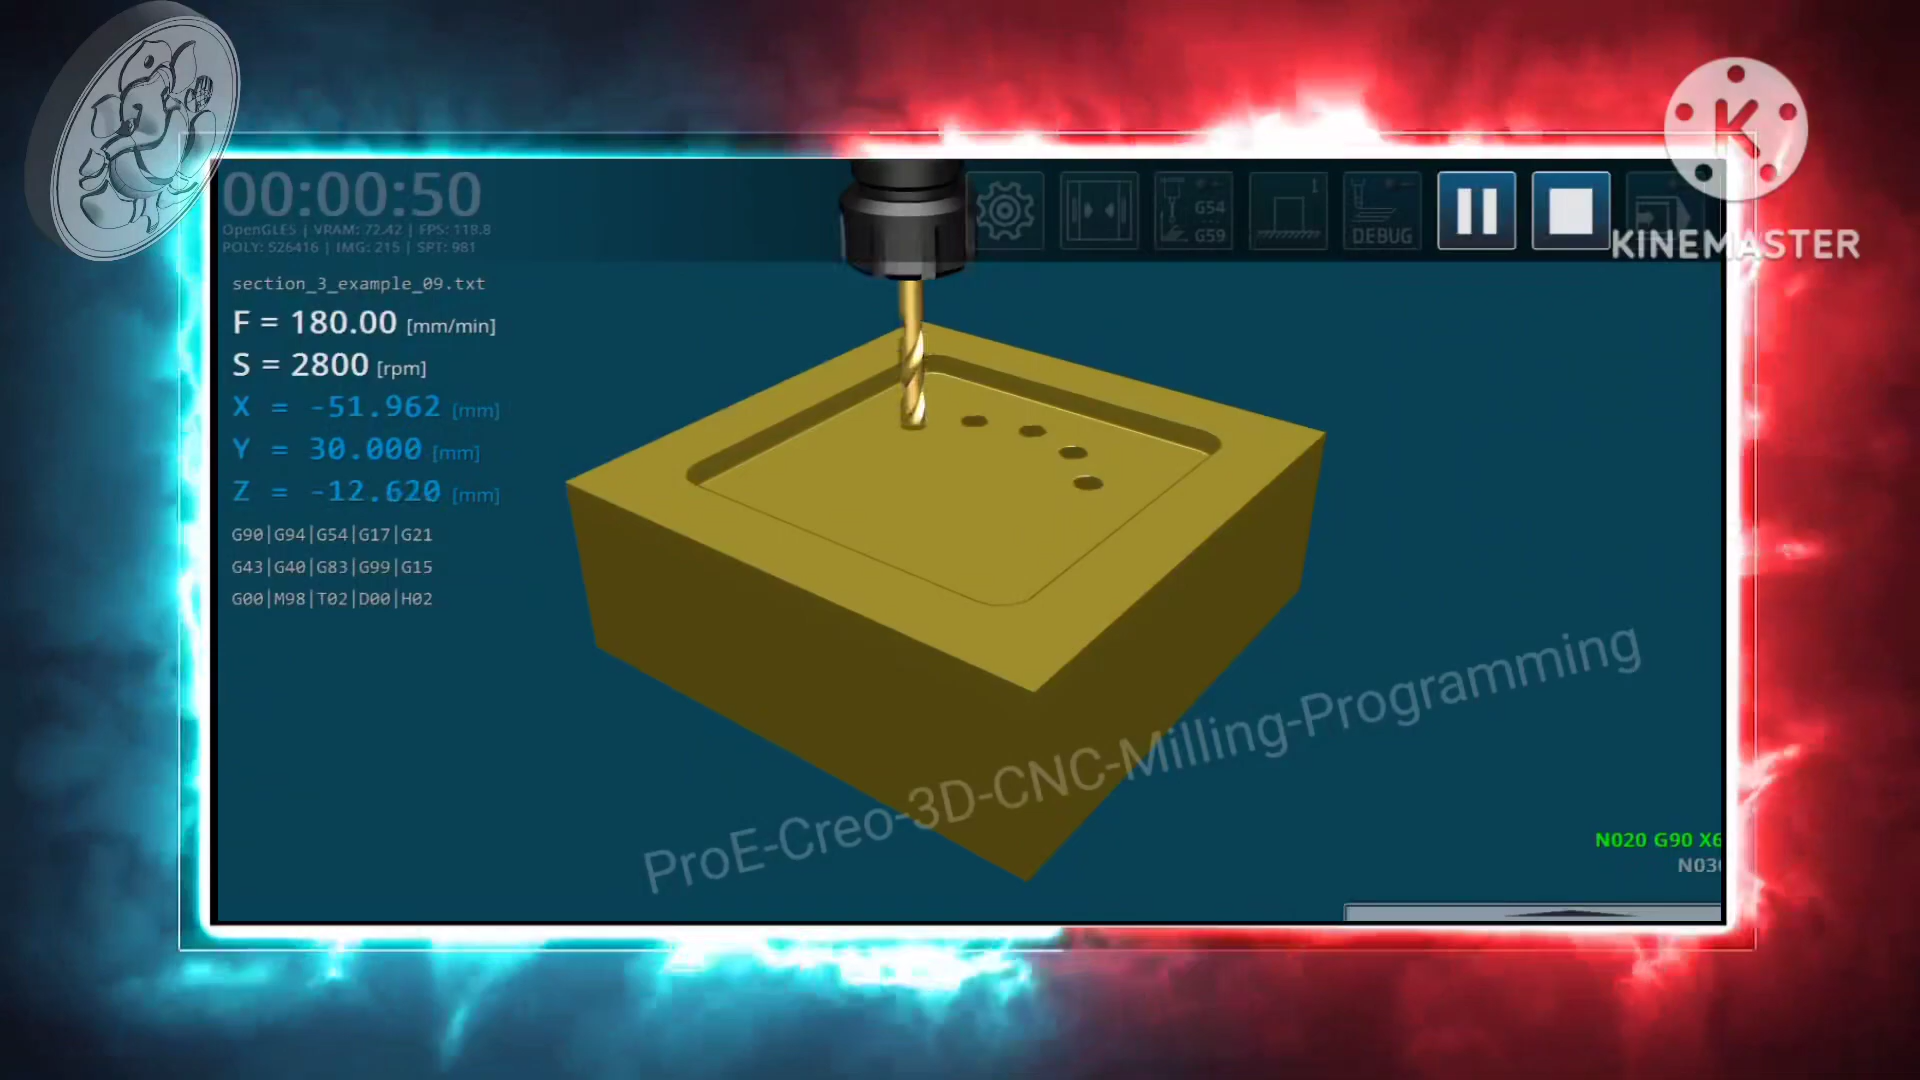 00:00:50
OpenGLES | VRAM: 72.42 | FPS: 118.8
POLY: 526416 | IMG: 215 | SPT: 981
section_3_example_09.txt
F = 180.00 [mm/min]
S = 2800 [rpm]
X = -51.962 [mm]
Y = 30.000 [mm]
Z = -12.620 [mm]
G90|G94|G54|G17|G21
G43|G40|G83|G99|G15
G00|M98|T02|D00|H02
G54
G59
1
DEBUG
K
KINEMASTER
ProE-Creo-3D-CNC-Milling-Programming
N020 G90 X6
N030